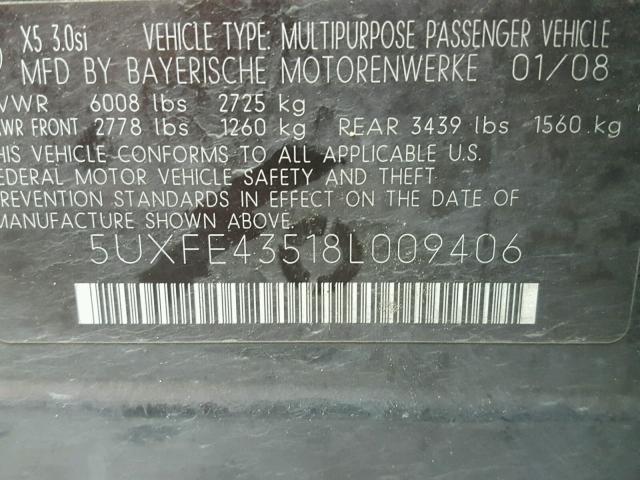 X5 3.0si VEHICLE TYPE: MULTIPURPOSE PASSENGER VEHICLE
MFD BY BAYERISCHE MOTORENWERKE 01/08
VWR 6008 lbs 2725 kg
WR FRONT 2778 lbs 1260 kg REAR 3439 lbs 1560 kg
HIS VEHICLE CONFORMS TO ALL APPLICABLE U.S.
EDERAL MOTOR VEHICLE SAFETY AND THEFT
REVENTION STANDARDS IN EFFECT ON THE DATE OF
MANUFACTURE SHOWN ABOVE.
5UXFE43518L009406